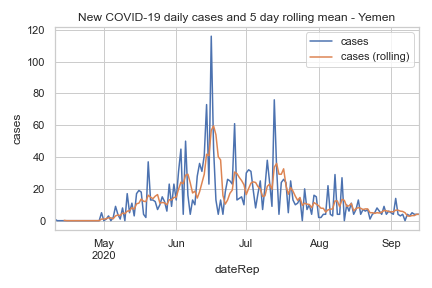 New COVID-19 daily cases and 5 day rolling mean - Yemen
cases
cases (rolling)
cases
120
100
80
60
40
20
0
May
2020
Jun
Jul
Aug
Sep
dateRep